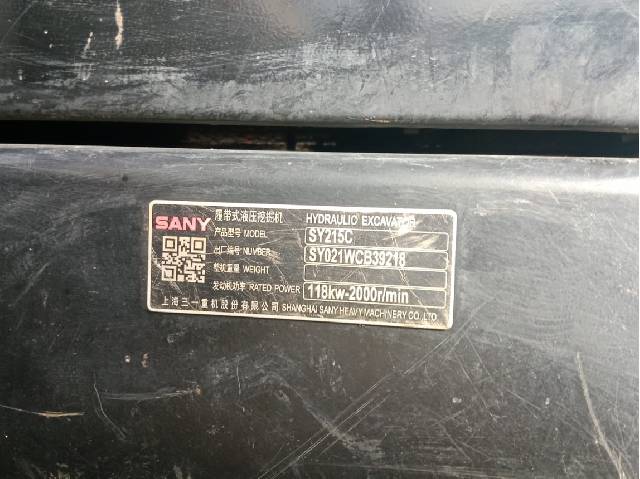 SANY 履带式液压挖掘机 HYDRAULIC EXCAVATOR
产品型号 MODEL SY215C
出厂编号 NUMBER SY021WCB39218
整机重量 WEIGHT
发动机功率 RATED POWER 118kw-2000r/min
上海三一重机股份有限公司 SHANGHAI SANY HEAVY MACHINERY CO.,LTD